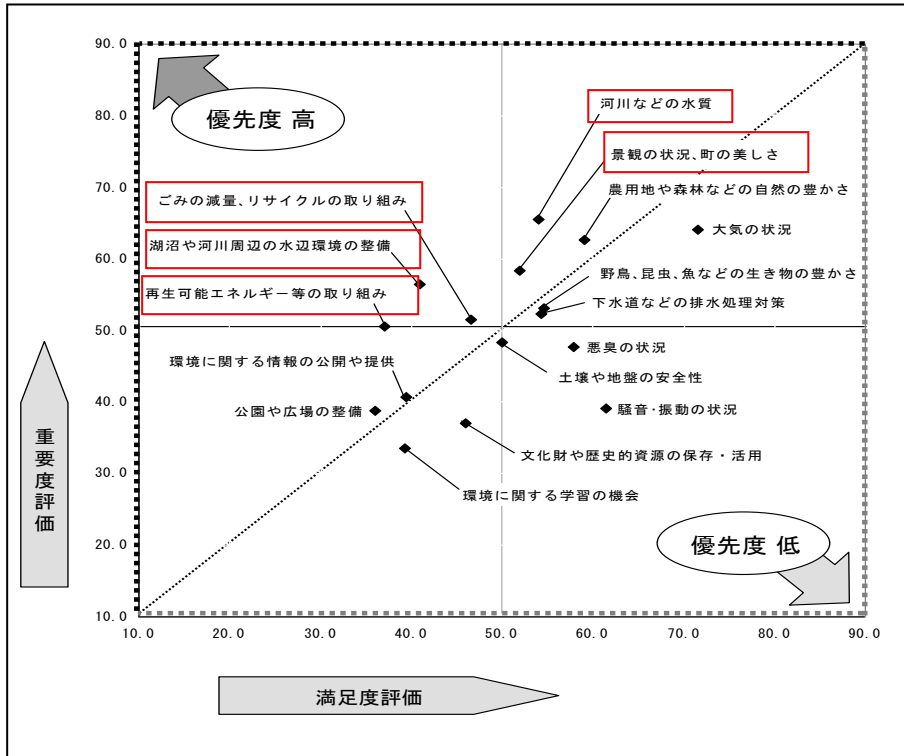 90.0
優先度 高
80.0
河川などの水質
景観の状況、町の美しさ
70.0
農用地や森林などの自然の豊かさ
ごみの減量、リサイクルの取り組み
大気の状況
湖沼や河川周辺の水辺環境の整備
60.0
野鳥、昆虫、魚などの生き物の豊かさ
再生可能エネルギー等の取り組み
下水道などの排水処理対策
50.0
悪臭の状況
環境に関する情報の公開や提供
土壌や地盤の安全性
40.0
公園や広場の整備
騒音・振動の状況
文化財や歴史的資源の保存・活用
30.0
環境に関する学習の機会
20.0
優先度 低
10.0
重要度評価
10.0 20.0 30.0 40.0 50.0 60.0 70.0 80.0 90.0
満足度評価